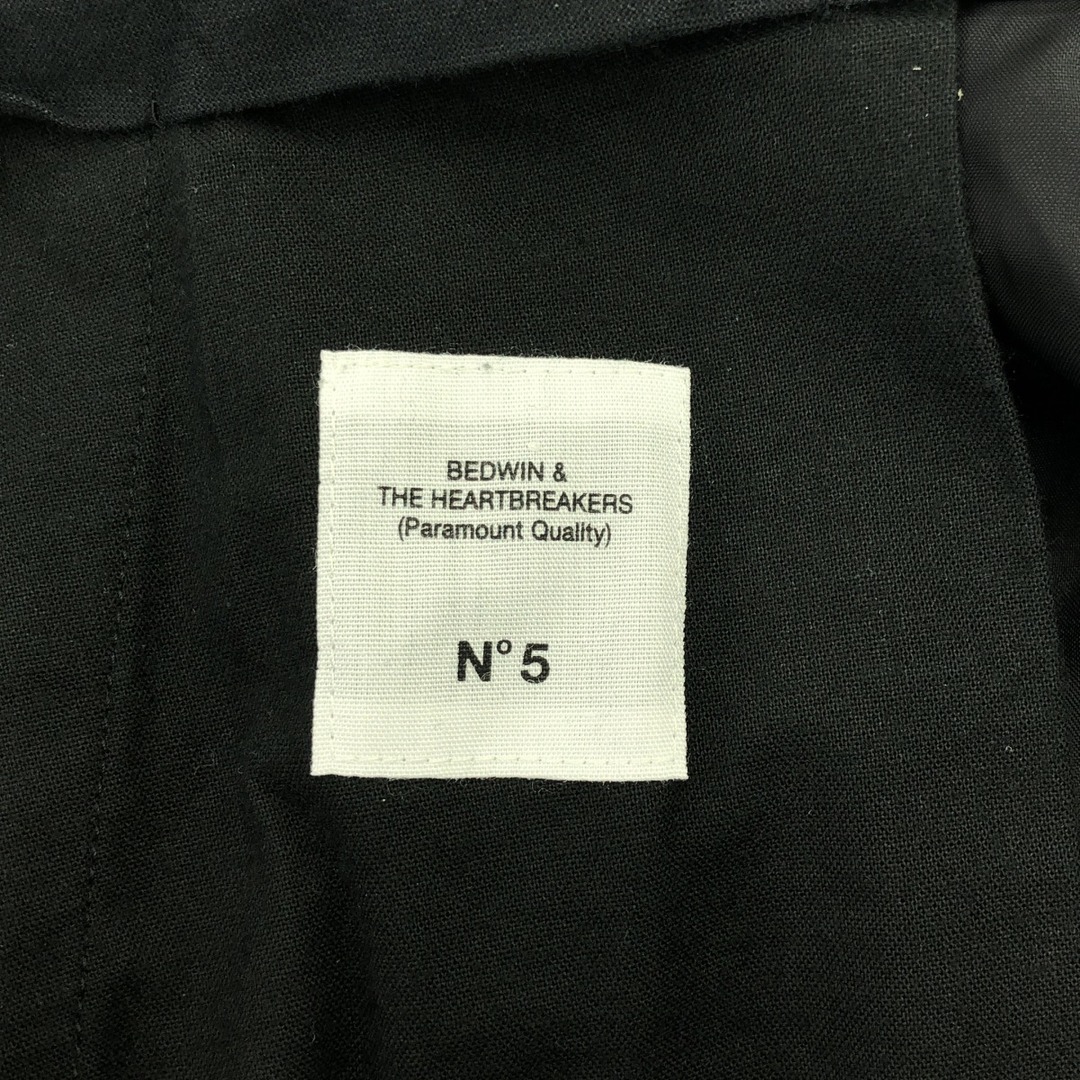 BEDWIN &
THE HEARTBREAKERS
(Paramount Quality)
N° 5